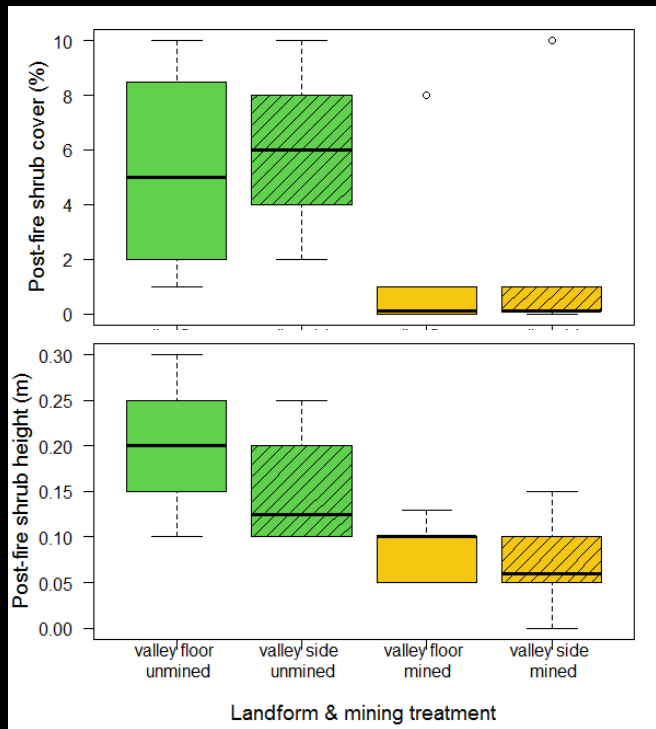 Post-fire shrub cover (%)
10
8
6
4
2
0
Post-fire shrub height (m)
0.30
0.25
0.20
0.15
0.10
0.05
0.00
valley floor
unmined
valley side
unmined
valley floor
mined
valley side
mined
Landform & mining treatment